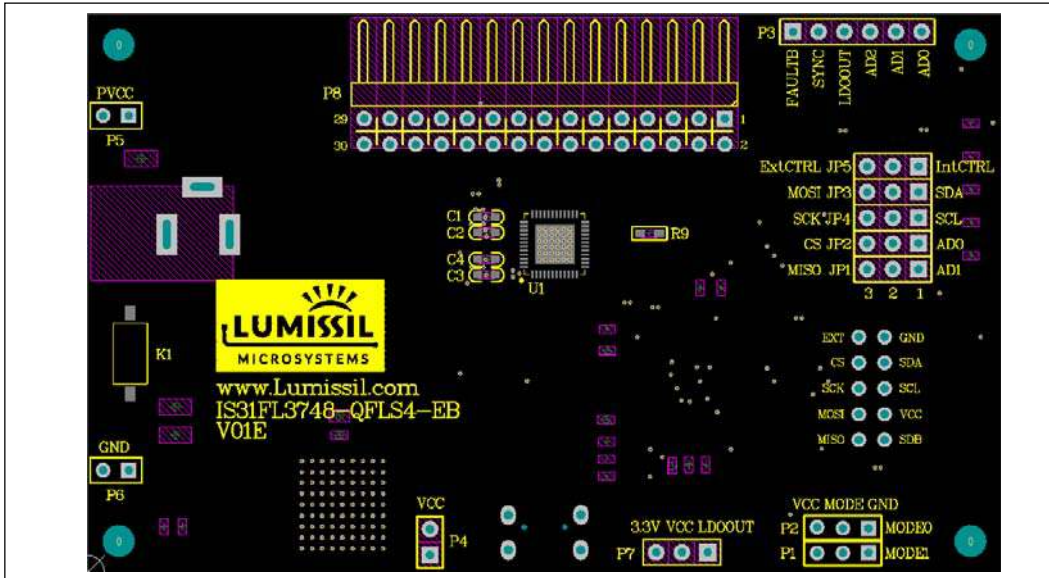 P3
FAULTB
SYNC
LDOOUT
AD2
AD1
AD0
PVCC
P5
P8
29
1
30
2
ExtCTRL JP5 IntCTRL
MOSI JP3 SDA
SCK JP4 SCL
CS JP2 AD0
MISO JP1 AD1
3 2 1
C1
C2
C4
C3
U1
R9
LUMISSIL
MICROSYSTEMS
www.Lumissil.com
IS31FL3748-QFLS4-EB
V01E
K1
EXT GND
CS SDA
SCK SCL
MOSI VCC
MISO SDB
GND
P6
VCC
P4
3.3V VCC LDOOUT
P7
VCC MODE GND
P2 MODE0
P1 MODE1